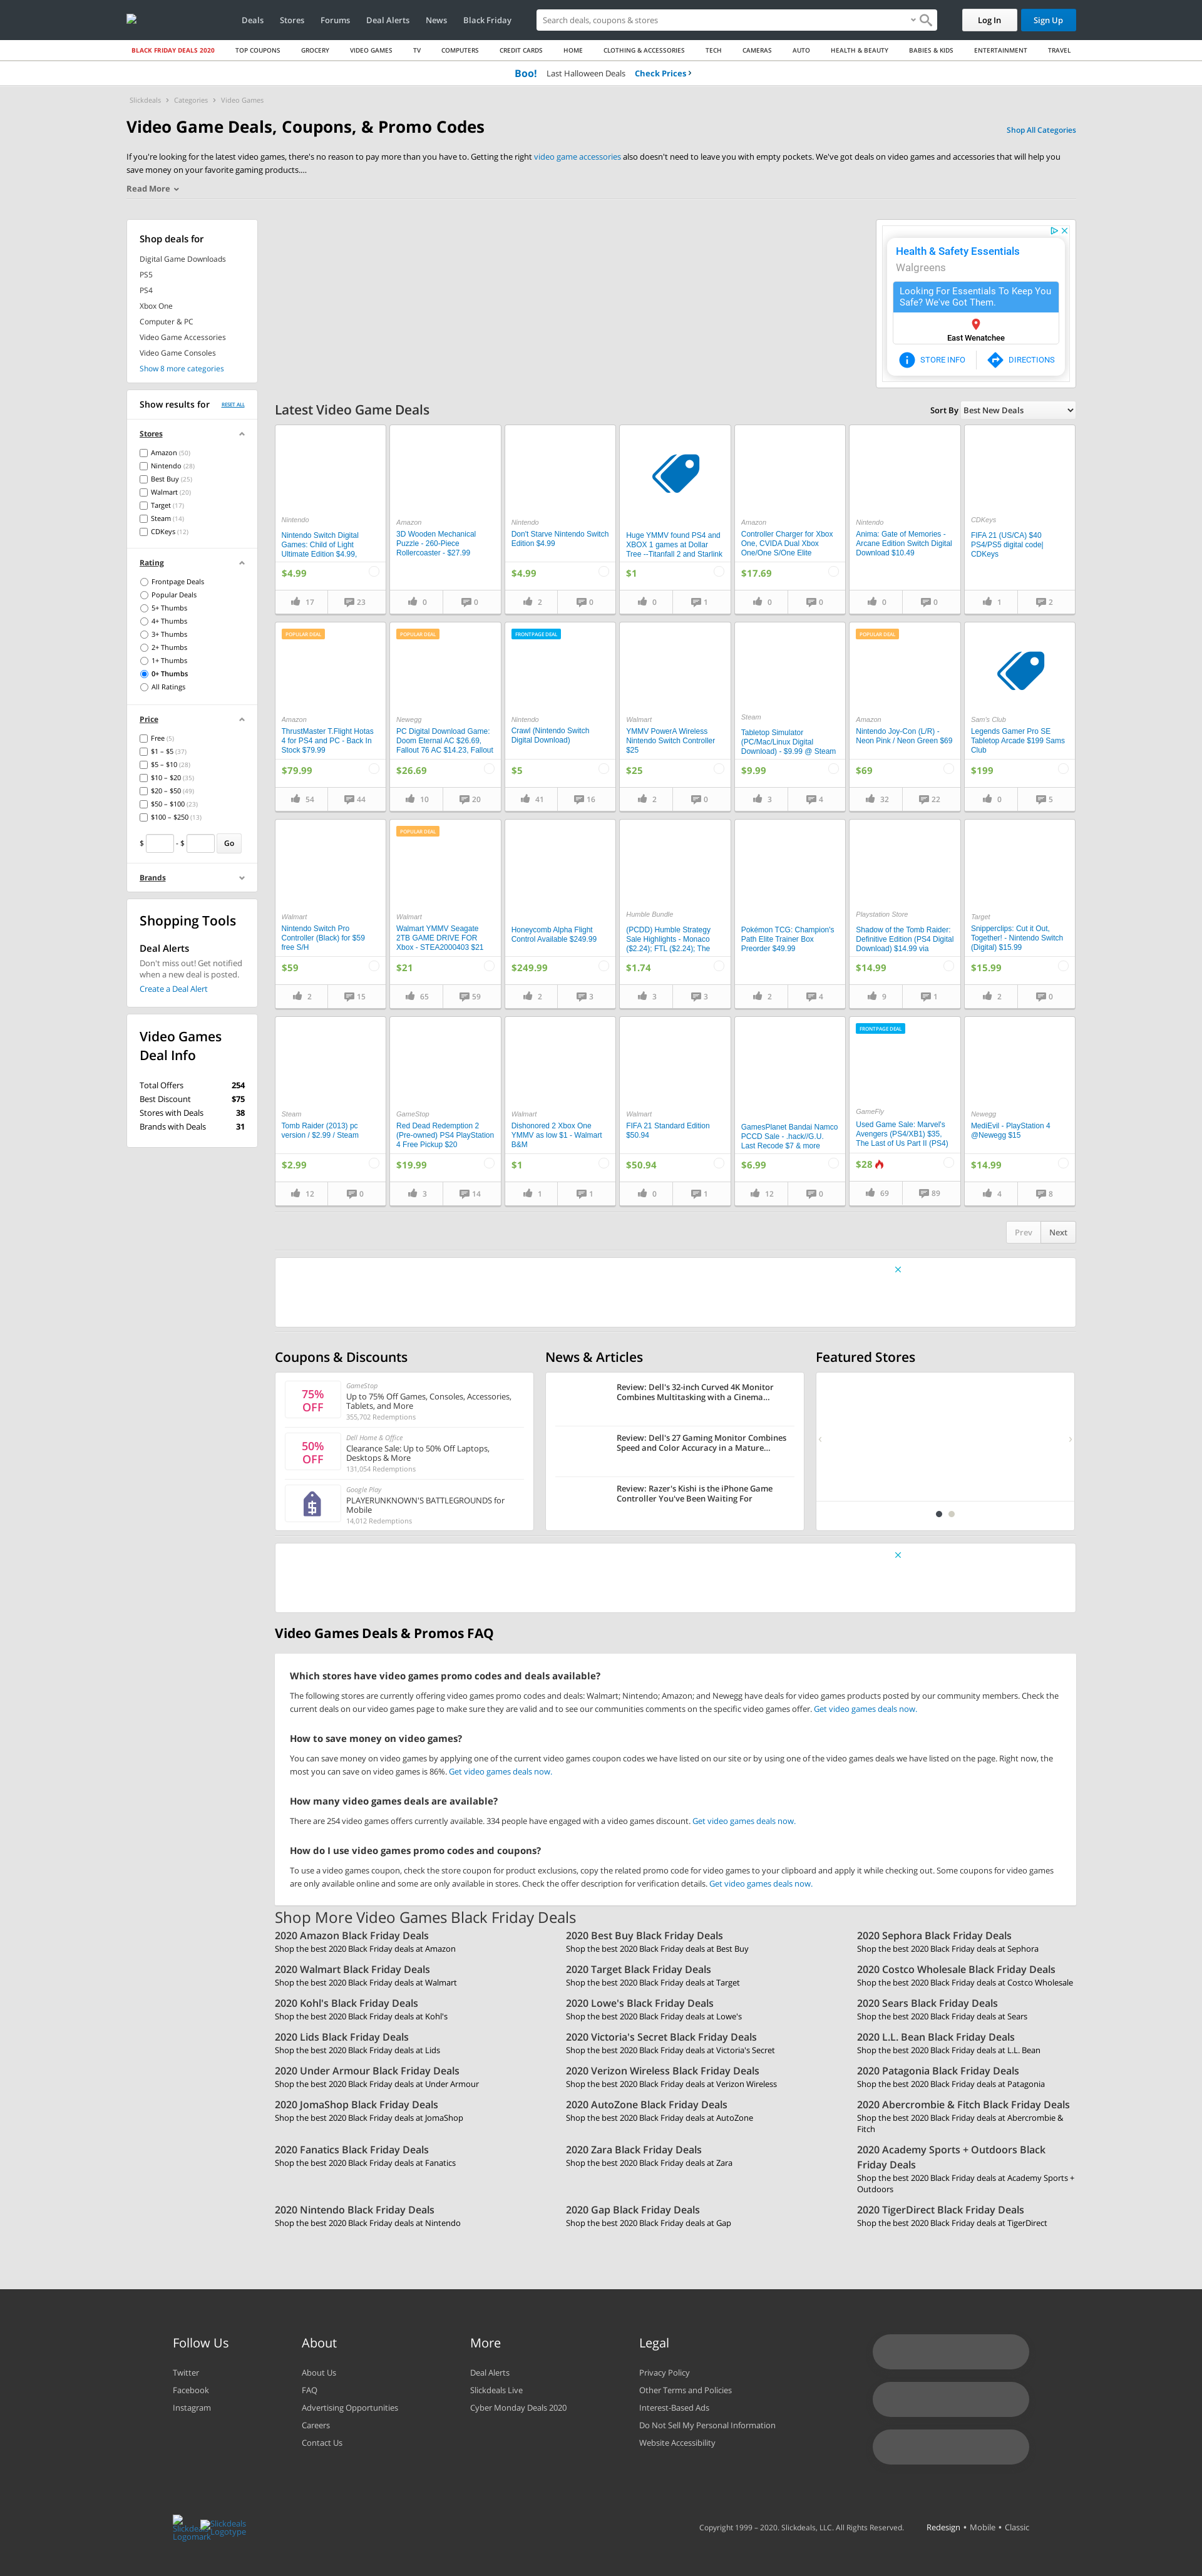 Deals Stores Forums Deal Alerts News Black Friday
Search deals, coupons & stores
Log In
Sign Up
BLACK FRIDAY DEALS 2020 TOP COUPONS GROCERY VIDEO GAMES TV COMPUTERS CREDIT CARDS HOME CLOTHING & ACCESSORIES TECH CAMERAS AUTO HEALTH & BEAUTY BABIES & KIDS ENTERTAINMENT TRAVEL
Boo! Last Halloween Deals Check Prices
Slickdeals Categories Video Games
Video Game Deals, Coupons, & Promo Codes
Shop All Categories
If you're looking for the latest video games, there's no reason to pay more than you have to. Getting the right video game accessories also doesn't need to leave you with empty pockets. We've got deals on video games and accessories that will help you
save money on your favorite gaming products....
Read More
Shop deals for
Digital Game Downloads
PS5
PS4
Xbox One
Computer & PC
Video Game Accessories
Video Game Consoles
Show 8 more categories
Show results for RESET ALL
Stores
Amazon (50)
Nintendo (28)
Best Buy (25)
Walmart (20)
Target (17)
Steam (14)
CDKeys (12)
Rating
Frontpage Deals
Popular Deals
5+ Thumbs
4+ Thumbs
3+ Thumbs
2+ Thumbs
1+ Thumbs
0+ Thumbs
All Ratings
Price
Free (5)
$1 – $5 (37)
$5 – $10 (28)
$10 – $20 (35)
$20 – $50 (49)
$50 – $100 (23)
$100 – $250 (13)
$ - $ Go
Brands
Shopping Tools
Deal Alerts
Don't miss out! Get notified
when a new deal is posted.
Create a Deal Alert
Video Games
Deal Info
Total Offers 254
Best Discount $75
Stores with Deals 38
Brands with Deals 31
Health & Safety Essentials
Walgreens
Looking For Essentials To Keep You
Safe? We've Got Them.
East Wenatchee
STORE INFO
DIRECTIONS
Latest Video Game Deals
Sort By Best New Deals
Nintendo
Nintendo Switch Digital
Games: Child of Light
Ultimate Edition $4.99,
$4.99
17 23
Amazon
3D Wooden Mechanical
Puzzle - 260-Piece
Rollercoaster - $27.99
0 0
Nintendo
Don't Starve Nintendo Switch
Edition $4.99
$4.99
2 0
Huge YMMV found PS4 and
XBOX 1 games at Dollar
Tree --Titanfall 2 and Starlink
$1
0 1
Amazon
Controller Charger for Xbox
One, CVIDA Dual Xbox
One/One S/One Elite
$17.69
0 0
Nintendo
Anima: Gate of Memories -
Arcane Edition Switch Digital
Download $10.49
0 0
CDKeys
FIFA 21 (US/CA) $40
PS4/PS5 digital code|
CDKeys
1 2
POPULAR DEAL
Amazon
ThrustMaster T.Flight Hotas
4 for PS4 and PC - Back In
Stock $79.99
$79.99
54 44
POPULAR DEAL
Newegg
PC Digital Download Game:
Doom Eternal AC $26.69,
Fallout 76 AC $14.23, Fallout
$26.69
10 20
FRONTPAGE DEAL
Nintendo
Crawl (Nintendo Switch
Digital Download)
$5
41 16
Walmart
YMMV PowerA Wireless
Nintendo Switch Controller
$25
$25
2 0
Steam
Tabletop Simulator
(PC/Mac/Linux Digital
Download) - $9.99 @ Steam
$9.99
3 4
POPULAR DEAL
Amazon
Nintendo Joy-Con (L/R) -
Neon Pink / Neon Green $69
$69
32 22
Sam's Club
Legends Gamer Pro SE
Tabletop Arcade $199 Sams
Club
$199
0 5
Walmart
Nintendo Switch Pro
Controller (Black) for $59
free S/H
$59
2 15
POPULAR DEAL
Walmart
Walmart YMMV Seagate
2TB GAME DRIVE FOR
Xbox - STEA2000403 $21
$21
65 59
Honeycomb Alpha Flight
Control Available $249.99
$249.99
2 3
Humble Bundle
(PCDD) Humble Strategy
Sale Highlights - Monaco
($2.24); FTL ($2.24); The
$1.74
3 3
Pokémon TCG: Champion's
Path Elite Trainer Box
Preorder $49.99
2 4
Playstation Store
Shadow of the Tomb Raider:
Definitive Edition (PS4 Digital
Download) $14.99 via
$14.99
9 1
Target
Snipperclips: Cut it Out,
Together! - Nintendo Switch
(Digital) $15.99
$15.99
2 0
Steam
Tomb Raider (2013) pc
version / $2.99 / Steam
$2.99
12 0
GameStop
Red Dead Redemption 2
(Pre-owned) PS4 PlayStation
4 Free Pickup $20
$19.99
3 14
Walmart
Dishonored 2 Xbox One
YMMV as low $1 - Walmart
B&M
$1
1 1
Walmart
FIFA 21 Standard Edition
$50.94
$50.94
0 1
GamesPlanet Bandai Namco
PCCD Sale - .hack//G.U.
Last Recode $7 & more
$6.99
12 0
FRONTPAGE DEAL
GameFly
Used Game Sale: Marvel's
Avengers (PS4/XB1) $35,
The Last of Us Part II (PS4)
$28
69 89
Newegg
MediEvil - PlayStation 4
@Newegg $15
$14.99
4 8
Prev Next
Coupons & Discounts
75%
OFF
GameStop
Up to 75% Off Games, Consoles, Accessories,
Tablets, and More
355,702 Redemptions
50%
OFF
Dell Home & Office
Clearance Sale: Up to 50% Off Laptops,
Desktops & More
131,054 Redemptions
Google Play
PLAYERUNKNOWN'S BATTLEGROUNDS for
Mobile
14,012 Redemptions
News & Articles
Review: Dell's 32-inch Curved 4K Monitor
Combines Multitasking with a Cinema...
Review: Dell's 27 Gaming Monitor Combines
Speed and Color Accuracy in a Mature...
Review: Razer's Kishi is the iPhone Game
Controller You've Been Waiting For
Featured Stores
Video Games Deals & Promos FAQ
Which stores have video games promo codes and deals available?
The following stores are currently offering video games promo codes and deals: Walmart; Nintendo; Amazon; and Newegg have deals for video games products posted by our community members. Check the
current deals on our video games page to make sure they are valid and to see our communities comments on the specific video games offer. Get video games deals now.
How to save money on video games?
You can save money on video games by applying one of the current video games coupon codes we have listed on our site or by using one of the video games deals we have listed on the page. Right now, the
most you can save on video games is 86%. Get video games deals now.
How many video games deals are available?
There are 254 video games offers currently available. 334 people have engaged with a video games discount. Get video games deals now.
How do I use video games promo codes and coupons?
To use a video games coupon, check the store coupon for product exclusions, copy the related promo code for video games to your clipboard and apply it while checking out. Some coupons for video games
are only available online and some are only available in stores. Check the offer description for verification details. Get video games deals now.
Shop More Video Games Black Friday Deals
2020 Amazon Black Friday Deals
Shop the best 2020 Black Friday deals at Amazon
2020 Best Buy Black Friday Deals
Shop the best 2020 Black Friday deals at Best Buy
2020 Sephora Black Friday Deals
Shop the best 2020 Black Friday deals at Sephora
2020 Walmart Black Friday Deals
Shop the best 2020 Black Friday deals at Walmart
2020 Target Black Friday Deals
Shop the best 2020 Black Friday deals at Target
2020 Costco Wholesale Black Friday Deals
Shop the best 2020 Black Friday deals at Costco Wholesale
2020 Kohl's Black Friday Deals
Shop the best 2020 Black Friday deals at Kohl's
2020 Lowe's Black Friday Deals
Shop the best 2020 Black Friday deals at Lowe's
2020 Sears Black Friday Deals
Shop the best 2020 Black Friday deals at Sears
2020 Lids Black Friday Deals
Shop the best 2020 Black Friday deals at Lids
2020 Victoria's Secret Black Friday Deals
Shop the best 2020 Black Friday deals at Victoria's Secret
2020 L.L. Bean Black Friday Deals
Shop the best 2020 Black Friday deals at L.L. Bean
2020 Under Armour Black Friday Deals
Shop the best 2020 Black Friday deals at Under Armour
2020 Verizon Wireless Black Friday Deals
Shop the best 2020 Black Friday deals at Verizon Wireless
2020 Patagonia Black Friday Deals
Shop the best 2020 Black Friday deals at Patagonia
2020 JomaShop Black Friday Deals
Shop the best 2020 Black Friday deals at JomaShop
2020 AutoZone Black Friday Deals
Shop the best 2020 Black Friday deals at AutoZone
2020 Abercrombie & Fitch Black Friday Deals
Shop the best 2020 Black Friday deals at Abercrombie &
Fitch
2020 Fanatics Black Friday Deals
Shop the best 2020 Black Friday deals at Fanatics
2020 Zara Black Friday Deals
Shop the best 2020 Black Friday deals at Zara
2020 Academy Sports + Outdoors Black
Friday Deals
Shop the best 2020 Black Friday deals at Academy Sports +
Outdoors
2020 Nintendo Black Friday Deals
Shop the best 2020 Black Friday deals at Nintendo
2020 Gap Black Friday Deals
Shop the best 2020 Black Friday deals at Gap
2020 TigerDirect Black Friday Deals
Shop the best 2020 Black Friday deals at TigerDirect
Follow Us
Twitter
Facebook
Instagram
About
About Us
FAQ
Advertising Opportunities
Careers
Contact Us
More
Deal Alerts
Slickdeals Live
Cyber Monday Deals 2020
Legal
Privacy Policy
Other Terms and Policies
Interest-Based Ads
Do Not Sell My Personal Information
Website Accessibility
Slickdeals
Logomark
Slickdeals
Logotype
Copyright 1999 – 2020. Slickdeals, LLC. All Rights Reserved.
Redesign • Mobile • Classic